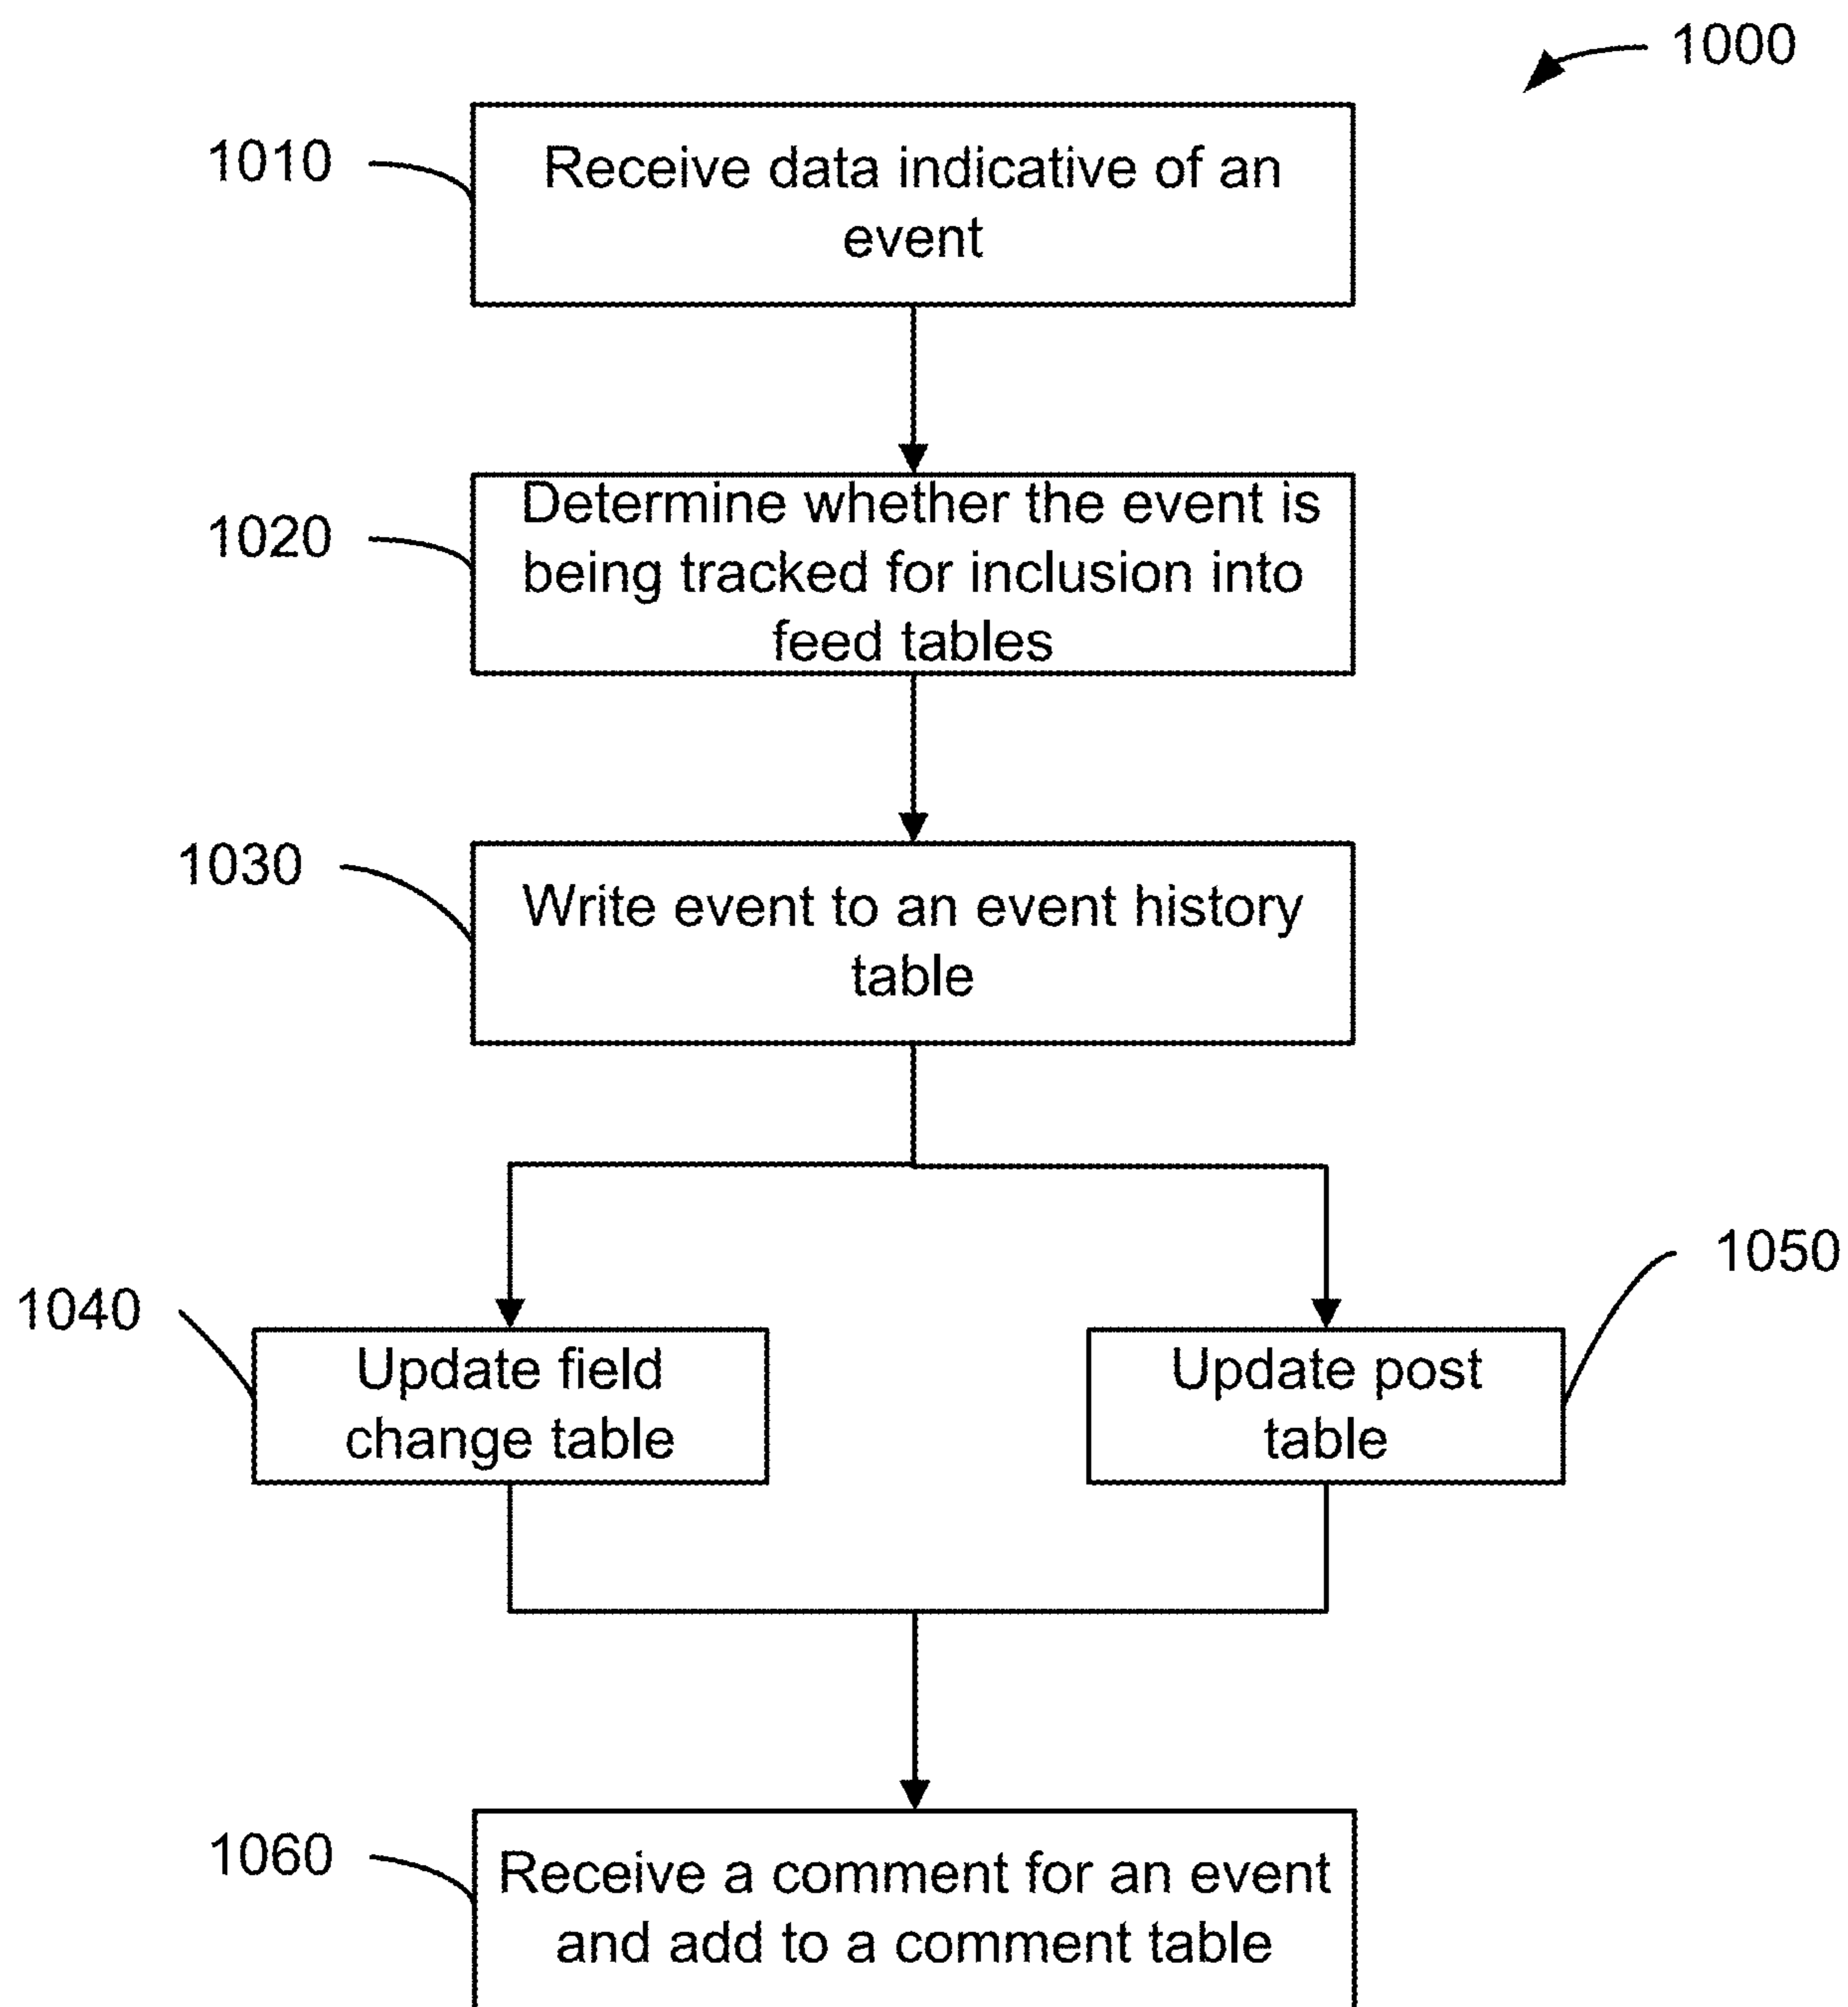 1000
1010
Receive data indicative of an
event
1020
Determine whether the event is
being tracked for inclusion into
feed tables
1030
Write event to an event history
table
1040
Update field
change table
1050
Update post
table
1060
Receive a comment for an event
and add to a comment table